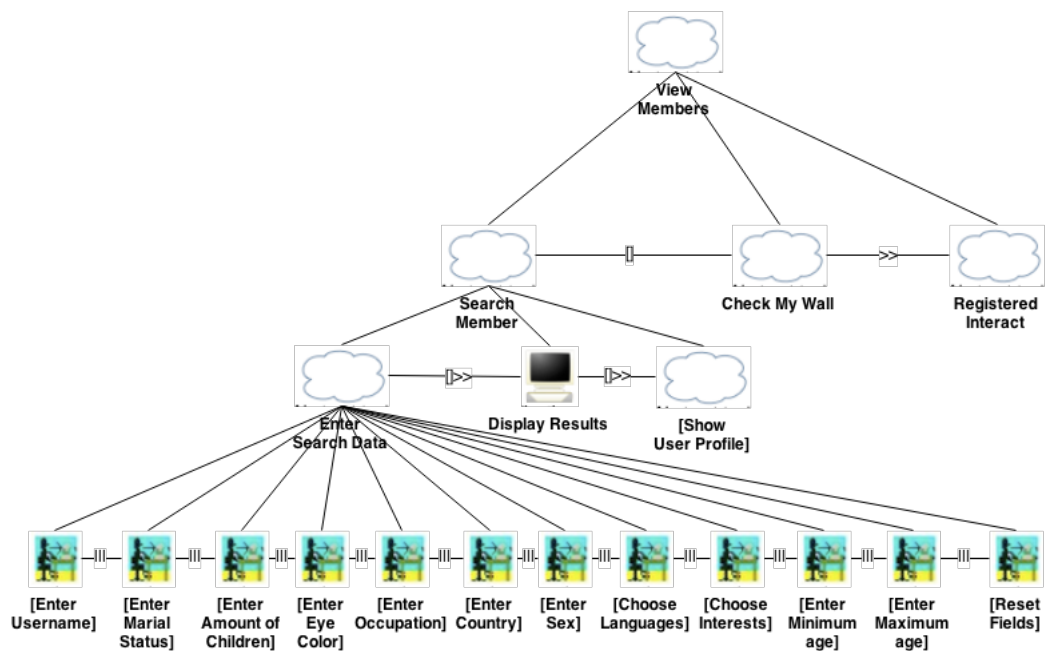 View
Members
[]
>>
Search
Member
Check My Wall
Registered
Interact
[]>>
[]>>
Enter
Search Data
Display Results
[Show
User Profile]
||| ||| ||| ||| ||| ||| ||| ||| ||| ||| |||
[Enter
Username]
[Enter
Marial
Status]
[Enter
Amount of
Children]
[Enter
Eye
Color]
[Enter
Occupation]
[Enter
Country]
[Enter
Sex]
[Choose
Languages]
[Choose
Interests]
[Enter
Minimum
age]
[Enter
Maximum
age]
[Reset
Fields]